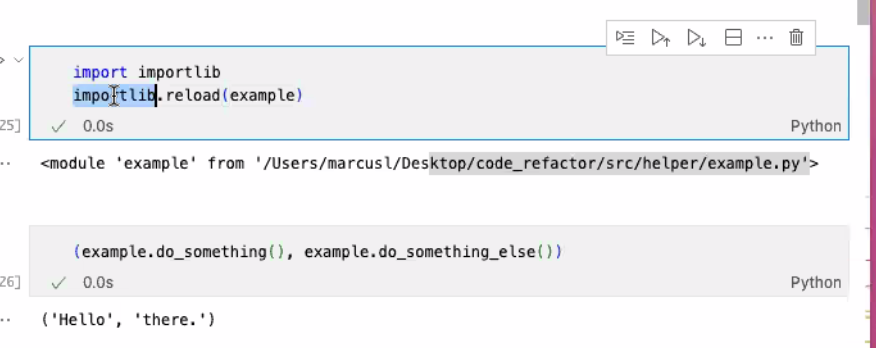 import importlib
importlib.reload(example)
25]
0.0s
Python
<module 'example' from '/Users/marcusl/Desktop/code_refactor/src/helper/example.py'>
(example.do_something(), example.do_something_else())
26]
0.0s
Python
('Hello', 'there.')